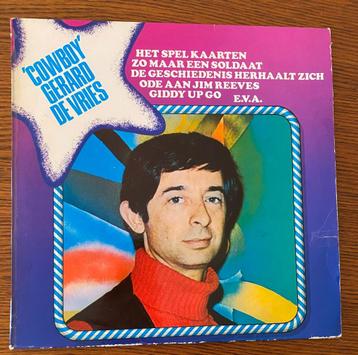 'COWBOY'
GERARD
DE VRIES
HET SPEL KAARTEN
ZO MAAR EEN SOLDAAT
DE GESCHIEDENIS HERHAALT ZICH
ODE AAN JIM REEVES
GIDDY UP GO E.V.A.